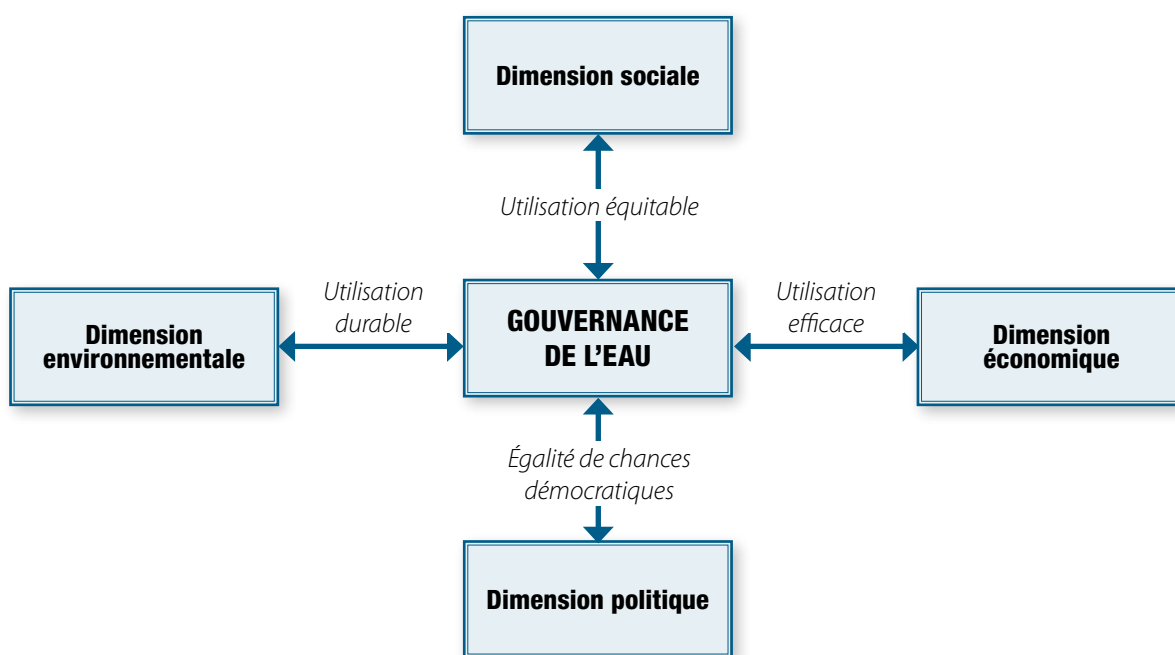 Dimension sociale
Utilisation équitable
Dimension
environnementale
Utilisation
durable
GOUVERNANCE
DE L’EAU
Utilisation
efficace
Dimension
économique
Égalité de chances
démocratiques
Dimension politique